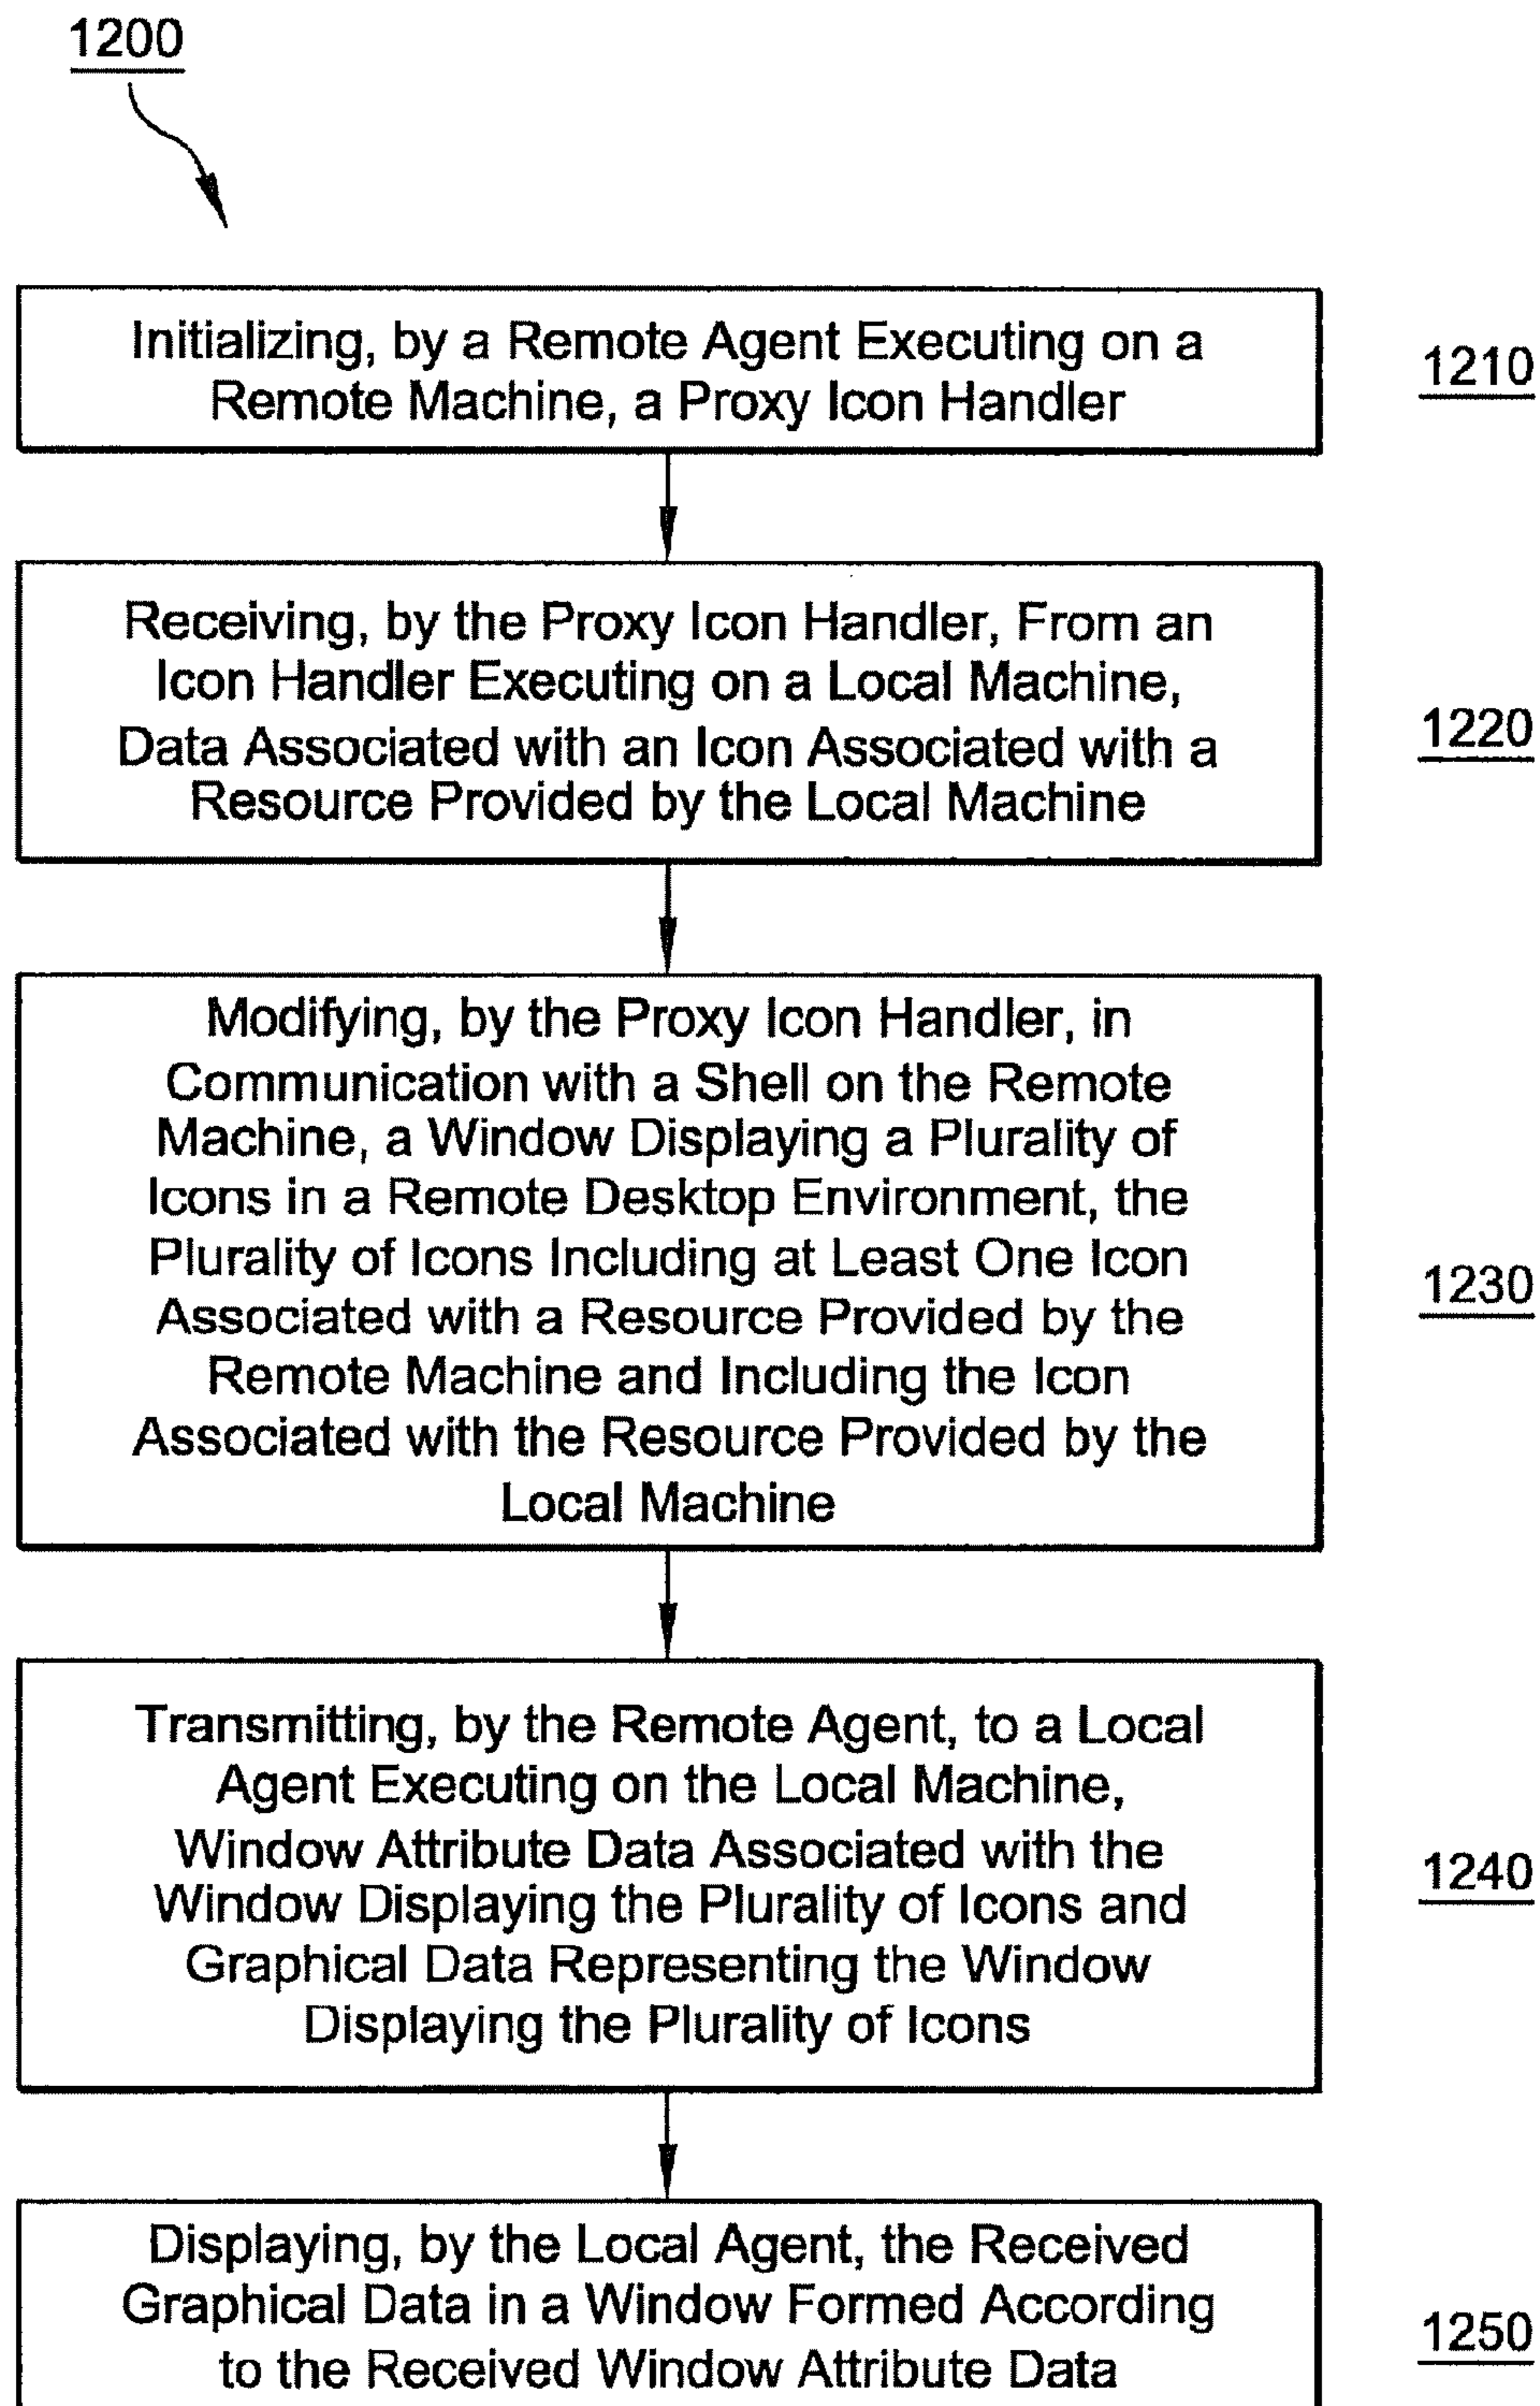 1200
Initializing, by a Remote Agent Executing on a
Remote Machine, a Proxy Icon Handler
1210
Receiving, by the Proxy Icon Handler, From an
Icon Handler Executing on a Local Machine,
Data Associated with an Icon Associated with a
Resource Provided by the Local Machine
1220
Modifying, by the Proxy Icon Handler, in
Communication with a Shell on the Remote
Machine, a Window Displaying a Plurality of
Icons in a Remote Desktop Environment, the
Plurality of Icons Including at Least One Icon
Associated with a Resource Provided by the
Remote Machine and Including the Icon
Associated with the Resource Provided by the
Local Machine
1230
Transmitting, by the Remote Agent, to a Local
Agent Executing on the Local Machine,
Window Attribute Data Associated with the
Window Displaying the Plurality of Icons and
Graphical Data Representing the Window
Displaying the Plurality of Icons
1240
Displaying, by the Local Agent, the Received
Graphical Data in a Window Formed According
to the Received Window Attribute Data
1250